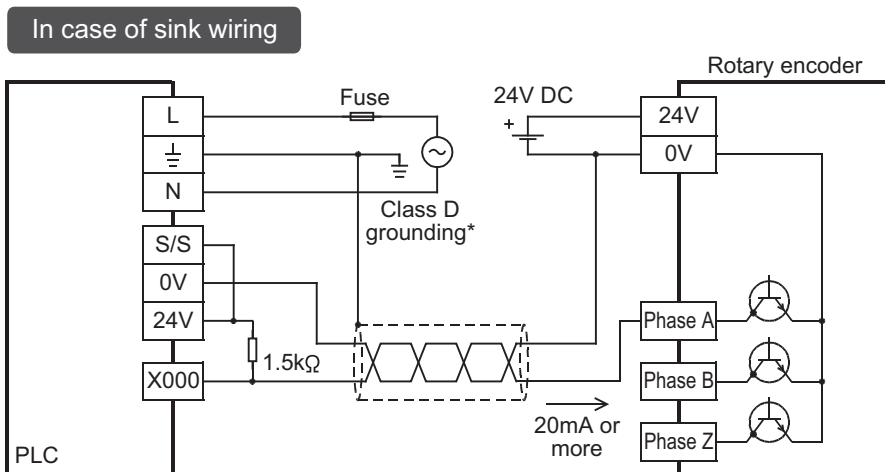 In case of sink wiring
Rotary encoder
L
Fuse
24V DC
+
24V
0V
N
Class D
grounding*
S/S
0V
24V
1.5kΩ
X000
Phase A
Phase B
20mA or
more
Phase Z
PLC